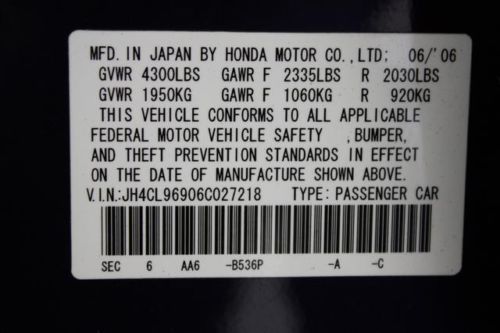 MFD. IN JAPAN BY HONDA MOTOR CO., LTD; 06/'06
GVWR 4300LBS GAWR F 2335LBS R 2030LBS
GVWR 1950KG GAWR F 1060KG R 920KG
THIS VEHICLE CONFORMS TO ALL APPLICABLE
FEDERAL MOTOR VEHICLE SAFETY , BUMPER,
AND THEFT PREVENTION STANDARDS IN EFFECT
ON THE DATE OF MANUFACTURE SHOWN ABOVE.
V.I.N.:JH4CL96906C027218 TYPE:PASSENGER CAR
SEC 6 AA6 -B536P -A -C